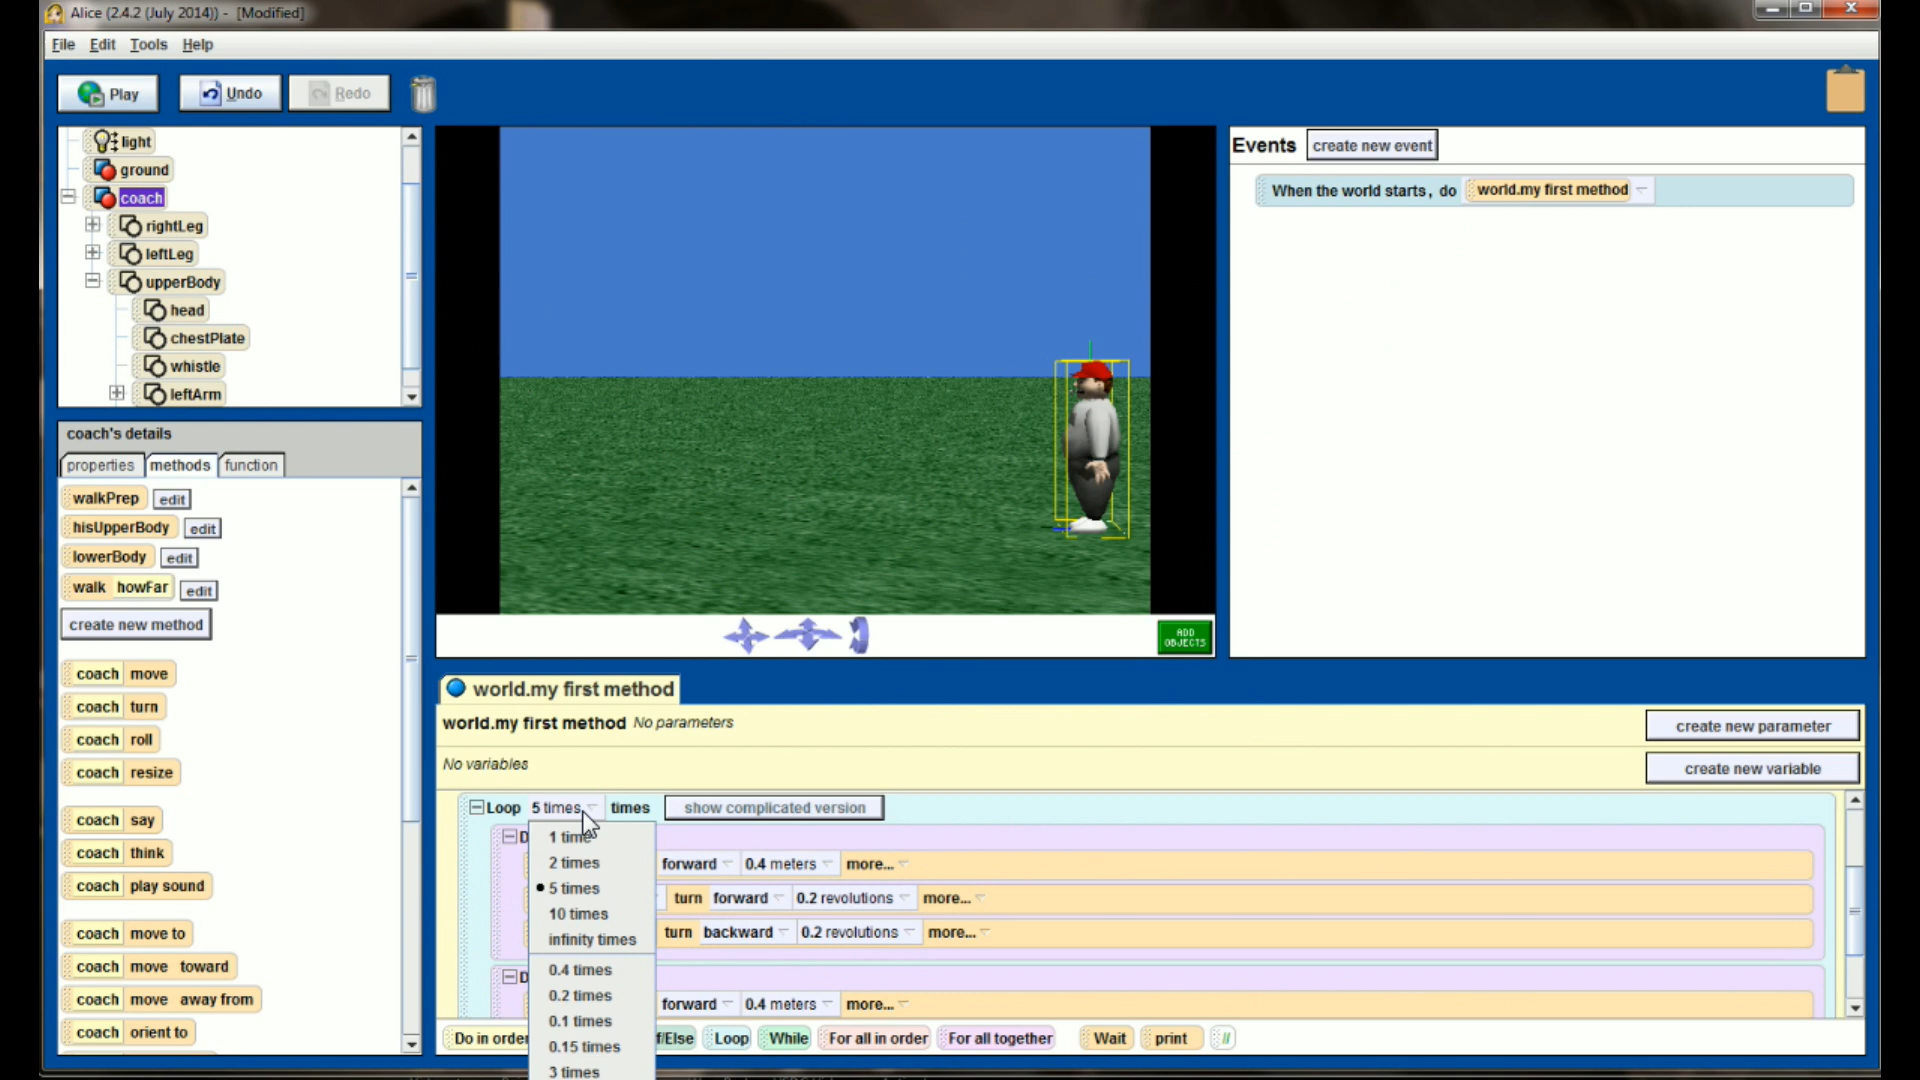 Alice (2.4.2 (July 2014)) - [Modified]
File Edit Tools Help
Play Undo Redo
light
ground
coach
rightLeg
leftLeg
upperBody
head
chestPlate
whistle
leftArm
coach's details
properties methods function
walkPrep edit
hisUpperBody edit
lowerBody edit
walk howFar edit
create new method
coach move
coach turn
coach roll
coach resize
coach say
coach think
coach play sound
coach move to
coach move toward
coach move away from
coach orient to
ADD OBJECTS
Events create new event
When the world starts, do world.my first method
world.my first method
world.my first method No parameters
create new parameter
No variables
create new variable
Loop 5 times times show complicated version
D
forward 0.4 meters more...
turn forward 0.2 revolutions more...
turn backward 0.2 revolutions more...
D
forward 0.4 meters more...
1 time
2 times
5 times
10 times
infinity times
0.4 times
0.2 times
0.1 times
0.15 times
3 times
Do in order f/Else Loop While For all in order For all together Wait print //